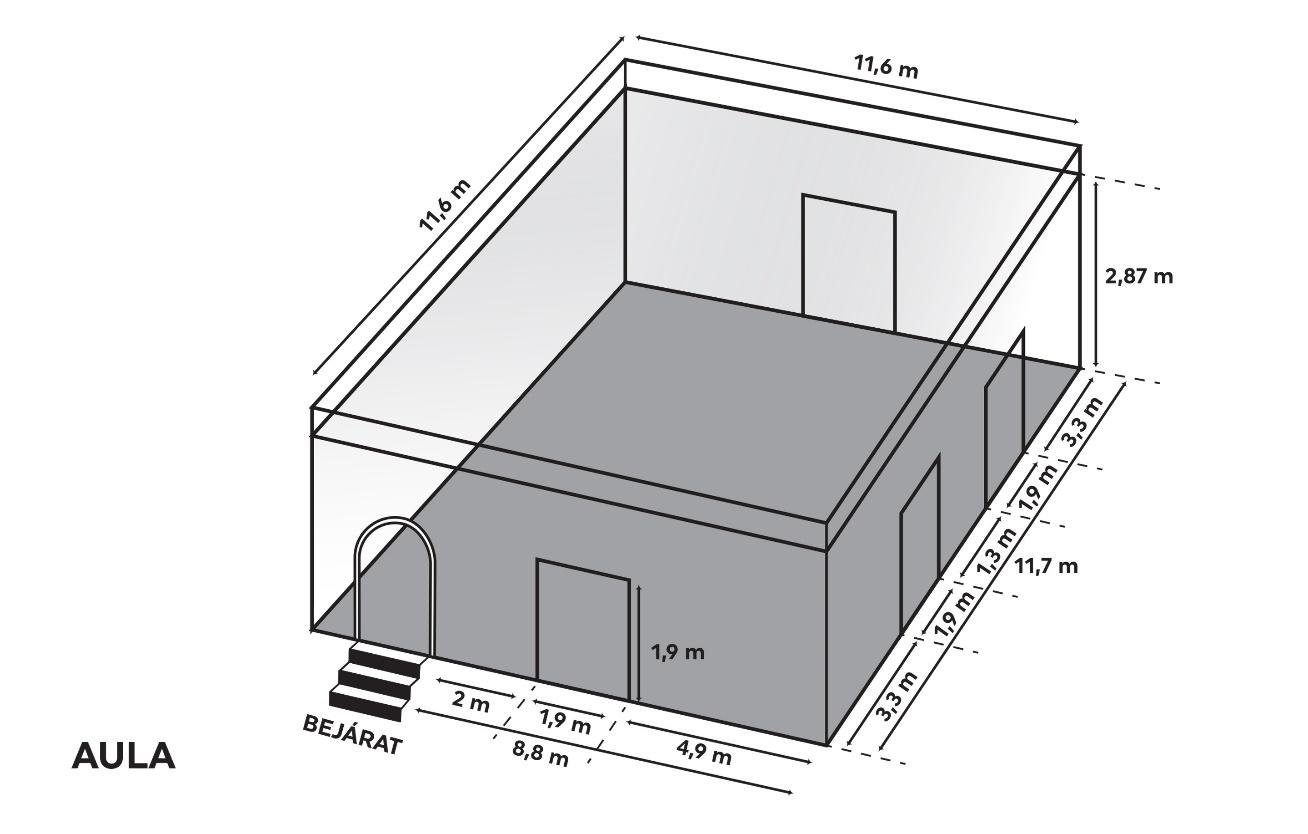 11,6 m
11,6 m
2,87 m
3,3 m
1,9 m
1,3 m
11,7 m
1,9 m
3,3 m
1,9 m
2 m
1,9 m
4,9 m
8,8 m
BEJÁRAT
AULA